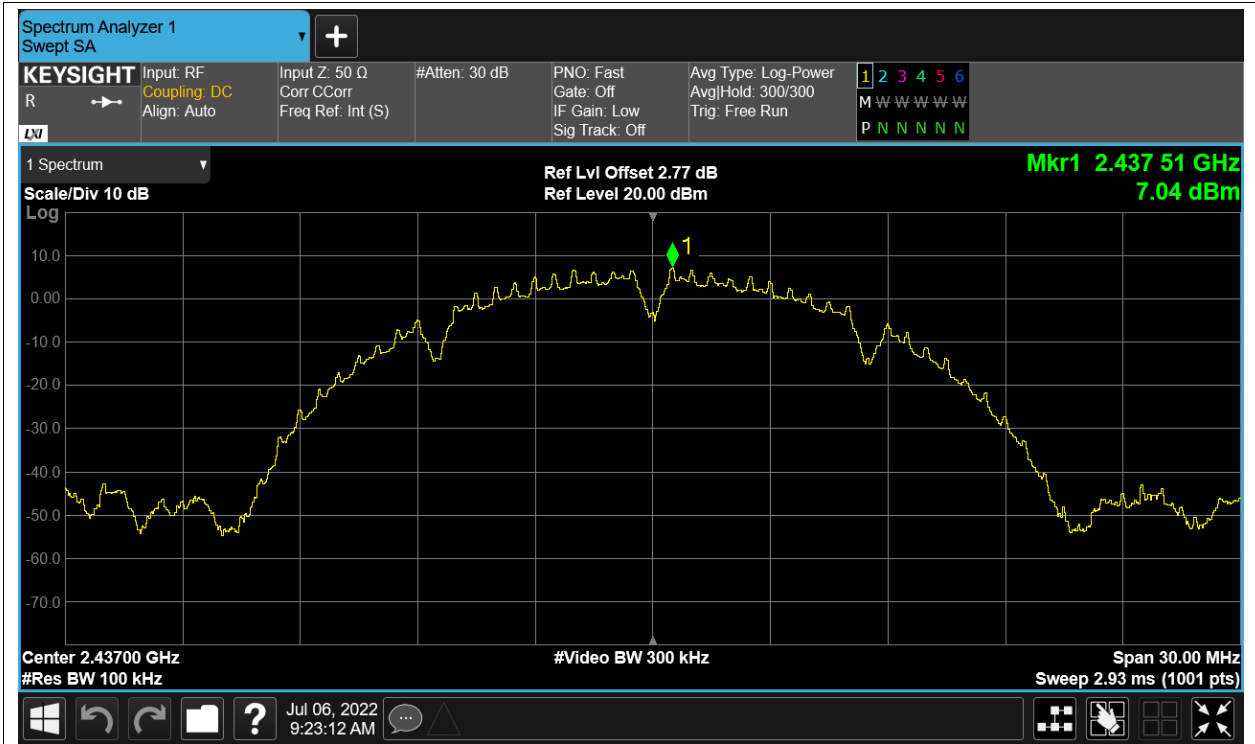 Spectrum Analyzer 1
Swept SA
+
KEYSIGHT
R
LXI
Input: RF
Coupling: DC
Align: Auto
Input Z: 50 Ω
Corr CCorr
Freq Ref: Int (S)
#Atten: 30 dB
PNO: Fast
Gate: Off
IF Gain: Low
Sig Track: Off
Avg Type: Log-Power
Avg|Hold: 300/300
Trig: Free Run
1 2 3 4 5 6
M W W W W W
P N N N N N
1 Spectrum
Scale/Div 10 dB
Log
Ref Lvl Offset 2.77 dB
Ref Level 20.00 dBm
Mkr1 2.437 51 GHz
7.04 dBm
1
10.0
0.00
-10.0
-20.0
-30.0
-40.0
-50.0
-60.0
-70.0
Center 2.43700 GHz
#Video BW 300 kHz
Span 30.00 MHz
#Res BW 100 kHz
Sweep 2.93 ms (1001 pts)
?
Jul 06, 2022
9:23:12 AM